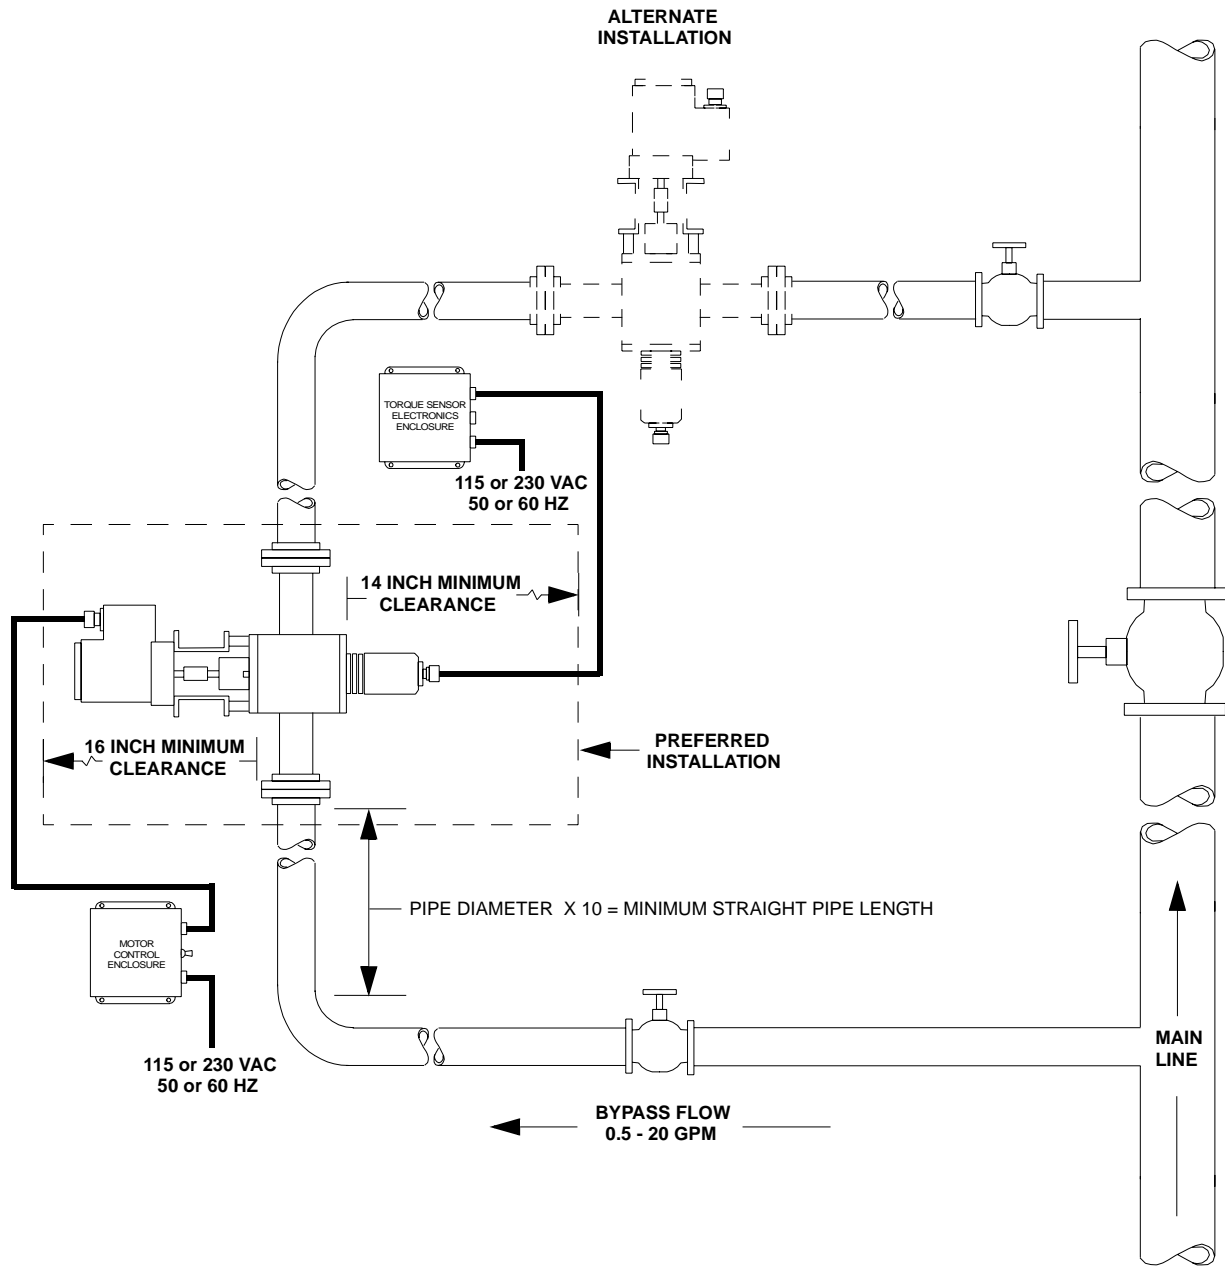 ALTERNATE
INSTALLATION
TORQUE SENSOR
ELECTRONICS
ENCLOSURE
115 or 230 VAC
50 or 60 HZ
14 INCH MINIMUM
CLEARANCE
16 INCH MINIMUM
CLEARANCE
PREFERRED
INSTALLATION
PIPE DIAMETER X 10 = MINIMUM STRAIGHT PIPE LENGTH
MOTOR
CONTROL
ENCLOSURE
115 or 230 VAC
50 or 60 HZ
MAIN
LINE
BYPASS FLOW
0.5 - 20 GPM